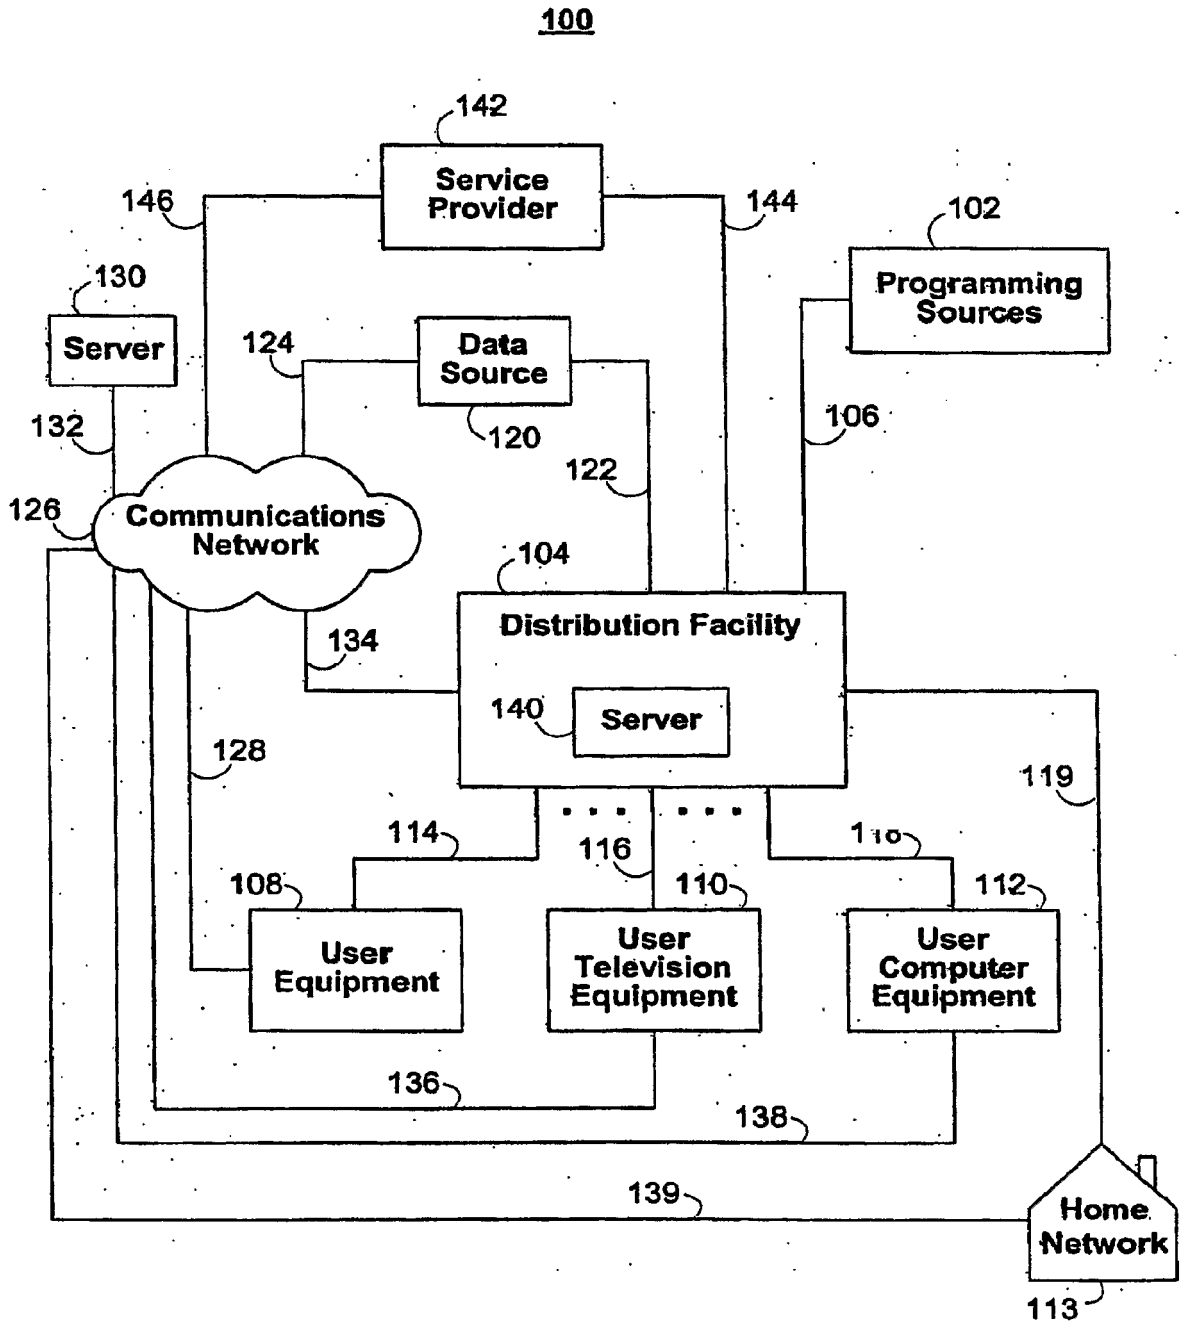 100
142
Service
Provider
146
144
102
Programming
Sources
130
Server
124
Data
Source
120
132
106
122
126
Communications
Network
104
Distribution Facility
134
140
Server
128
119
114
116
108
110
112
User
Equipment
User
Television
Equipment
User
Computer
Equipment
136
138
139
Home
Network
113